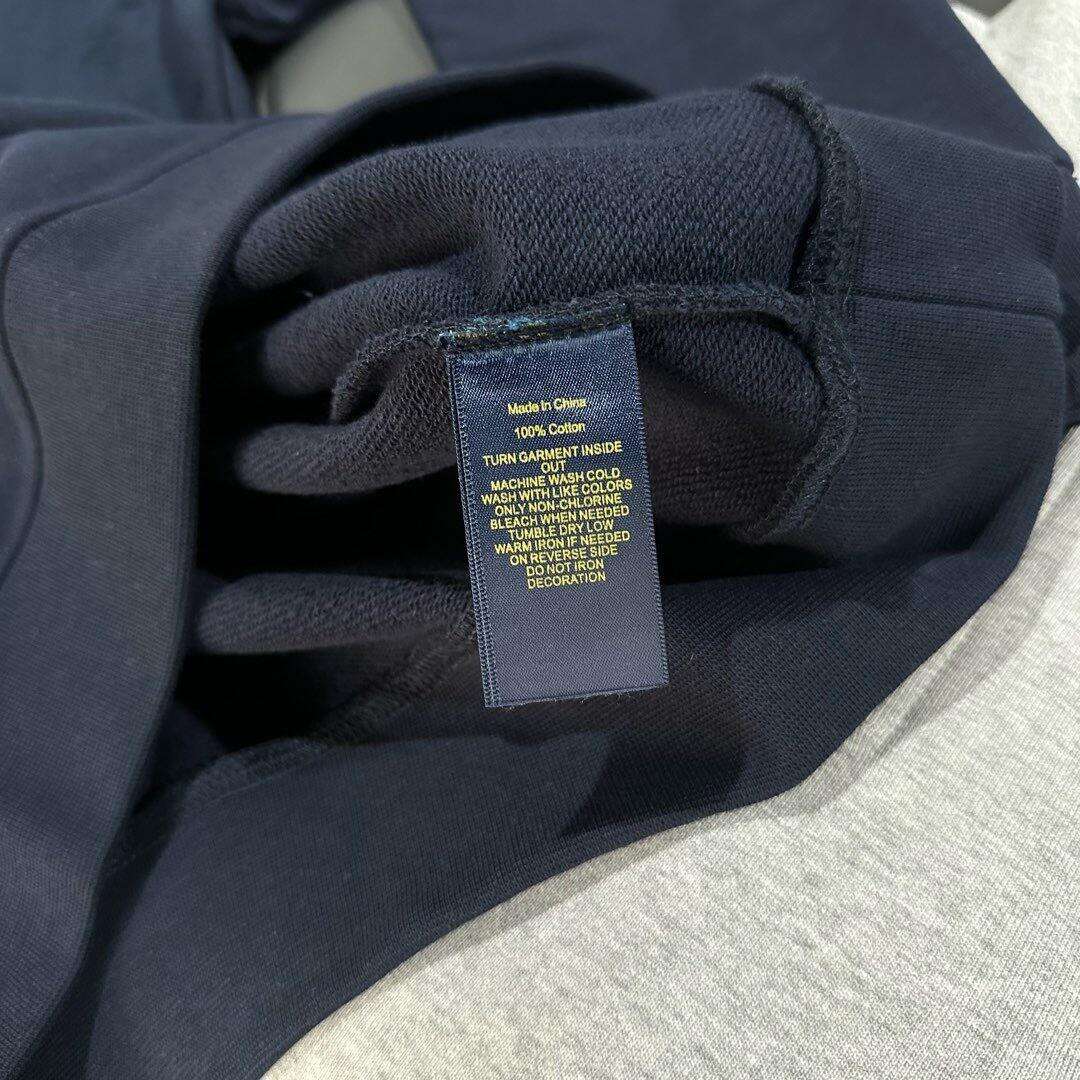 Made in China
100% Cotton
TURN GARMENT INSIDE
OUT
MACHINE WASH COLD
WASH WITH LIKE COLORS
ONLY NON-CHLORINE
BLEACH WHEN NEEDED
TUMBLE DRY LOW
WARM IRON IF NEEDED
ON REVERSE SIDE
DO NOT IRON
DECORATION